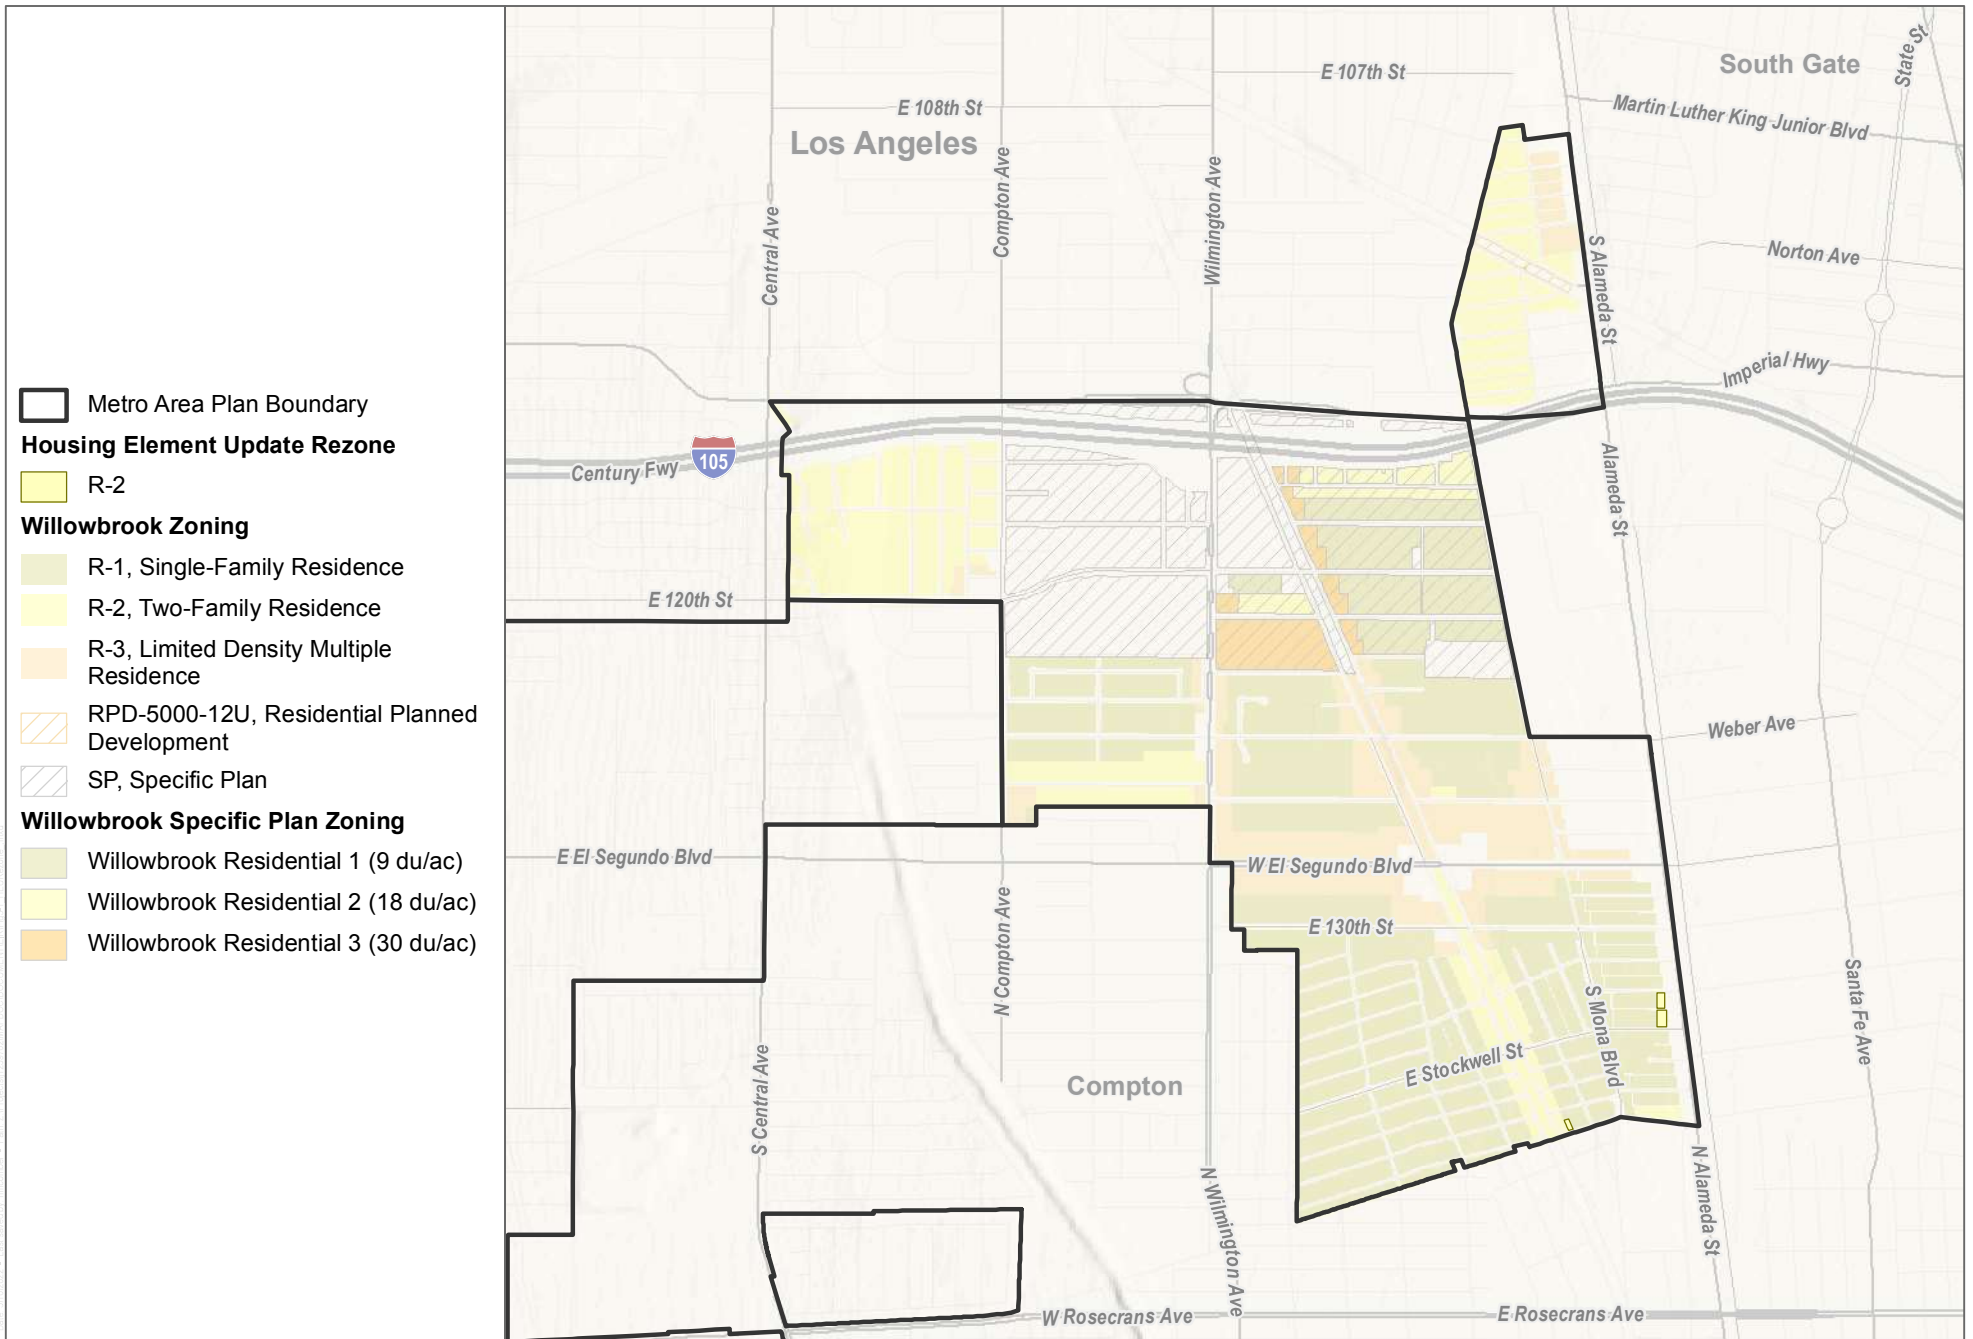 Metro Area Plan Boundary
Housing Element Update Rezone
R-2
Willowbrook Zoning
R-1, Single-Family Residence
R-2, Two-Family Residence
R-3, Limited Density Multiple
Residence
RPD-5000-12U, Residential Planned
Development
SP, Specific Plan
Willowbrook Specific Plan Zoning
Willowbrook Residential 1 (9 du/ac)
Willowbrook Residential 2 (18 du/ac)
Willowbrook Residential 3 (30 du/ac)
South Gate
State St
E 107th St
E 108th St
Martin Luther King Junior Blvd
Los Angeles
Compton Ave
Wilmington Ave
Central Ave
S Alameda St
Norton Ave
Imperial Hwy
Century Fwy
105
Alameda St
E 120th St
Weber Ave
E El Segundo Blvd
W El Segundo Blvd
E 130th St
N Compton Ave
Santa Fe Ave
S Mona Blvd
E Stockwell St
Compton
S Central Ave
N Wilmington Ave
N Alameda St
W Rosecrans Ave
E Rosecrans Ave